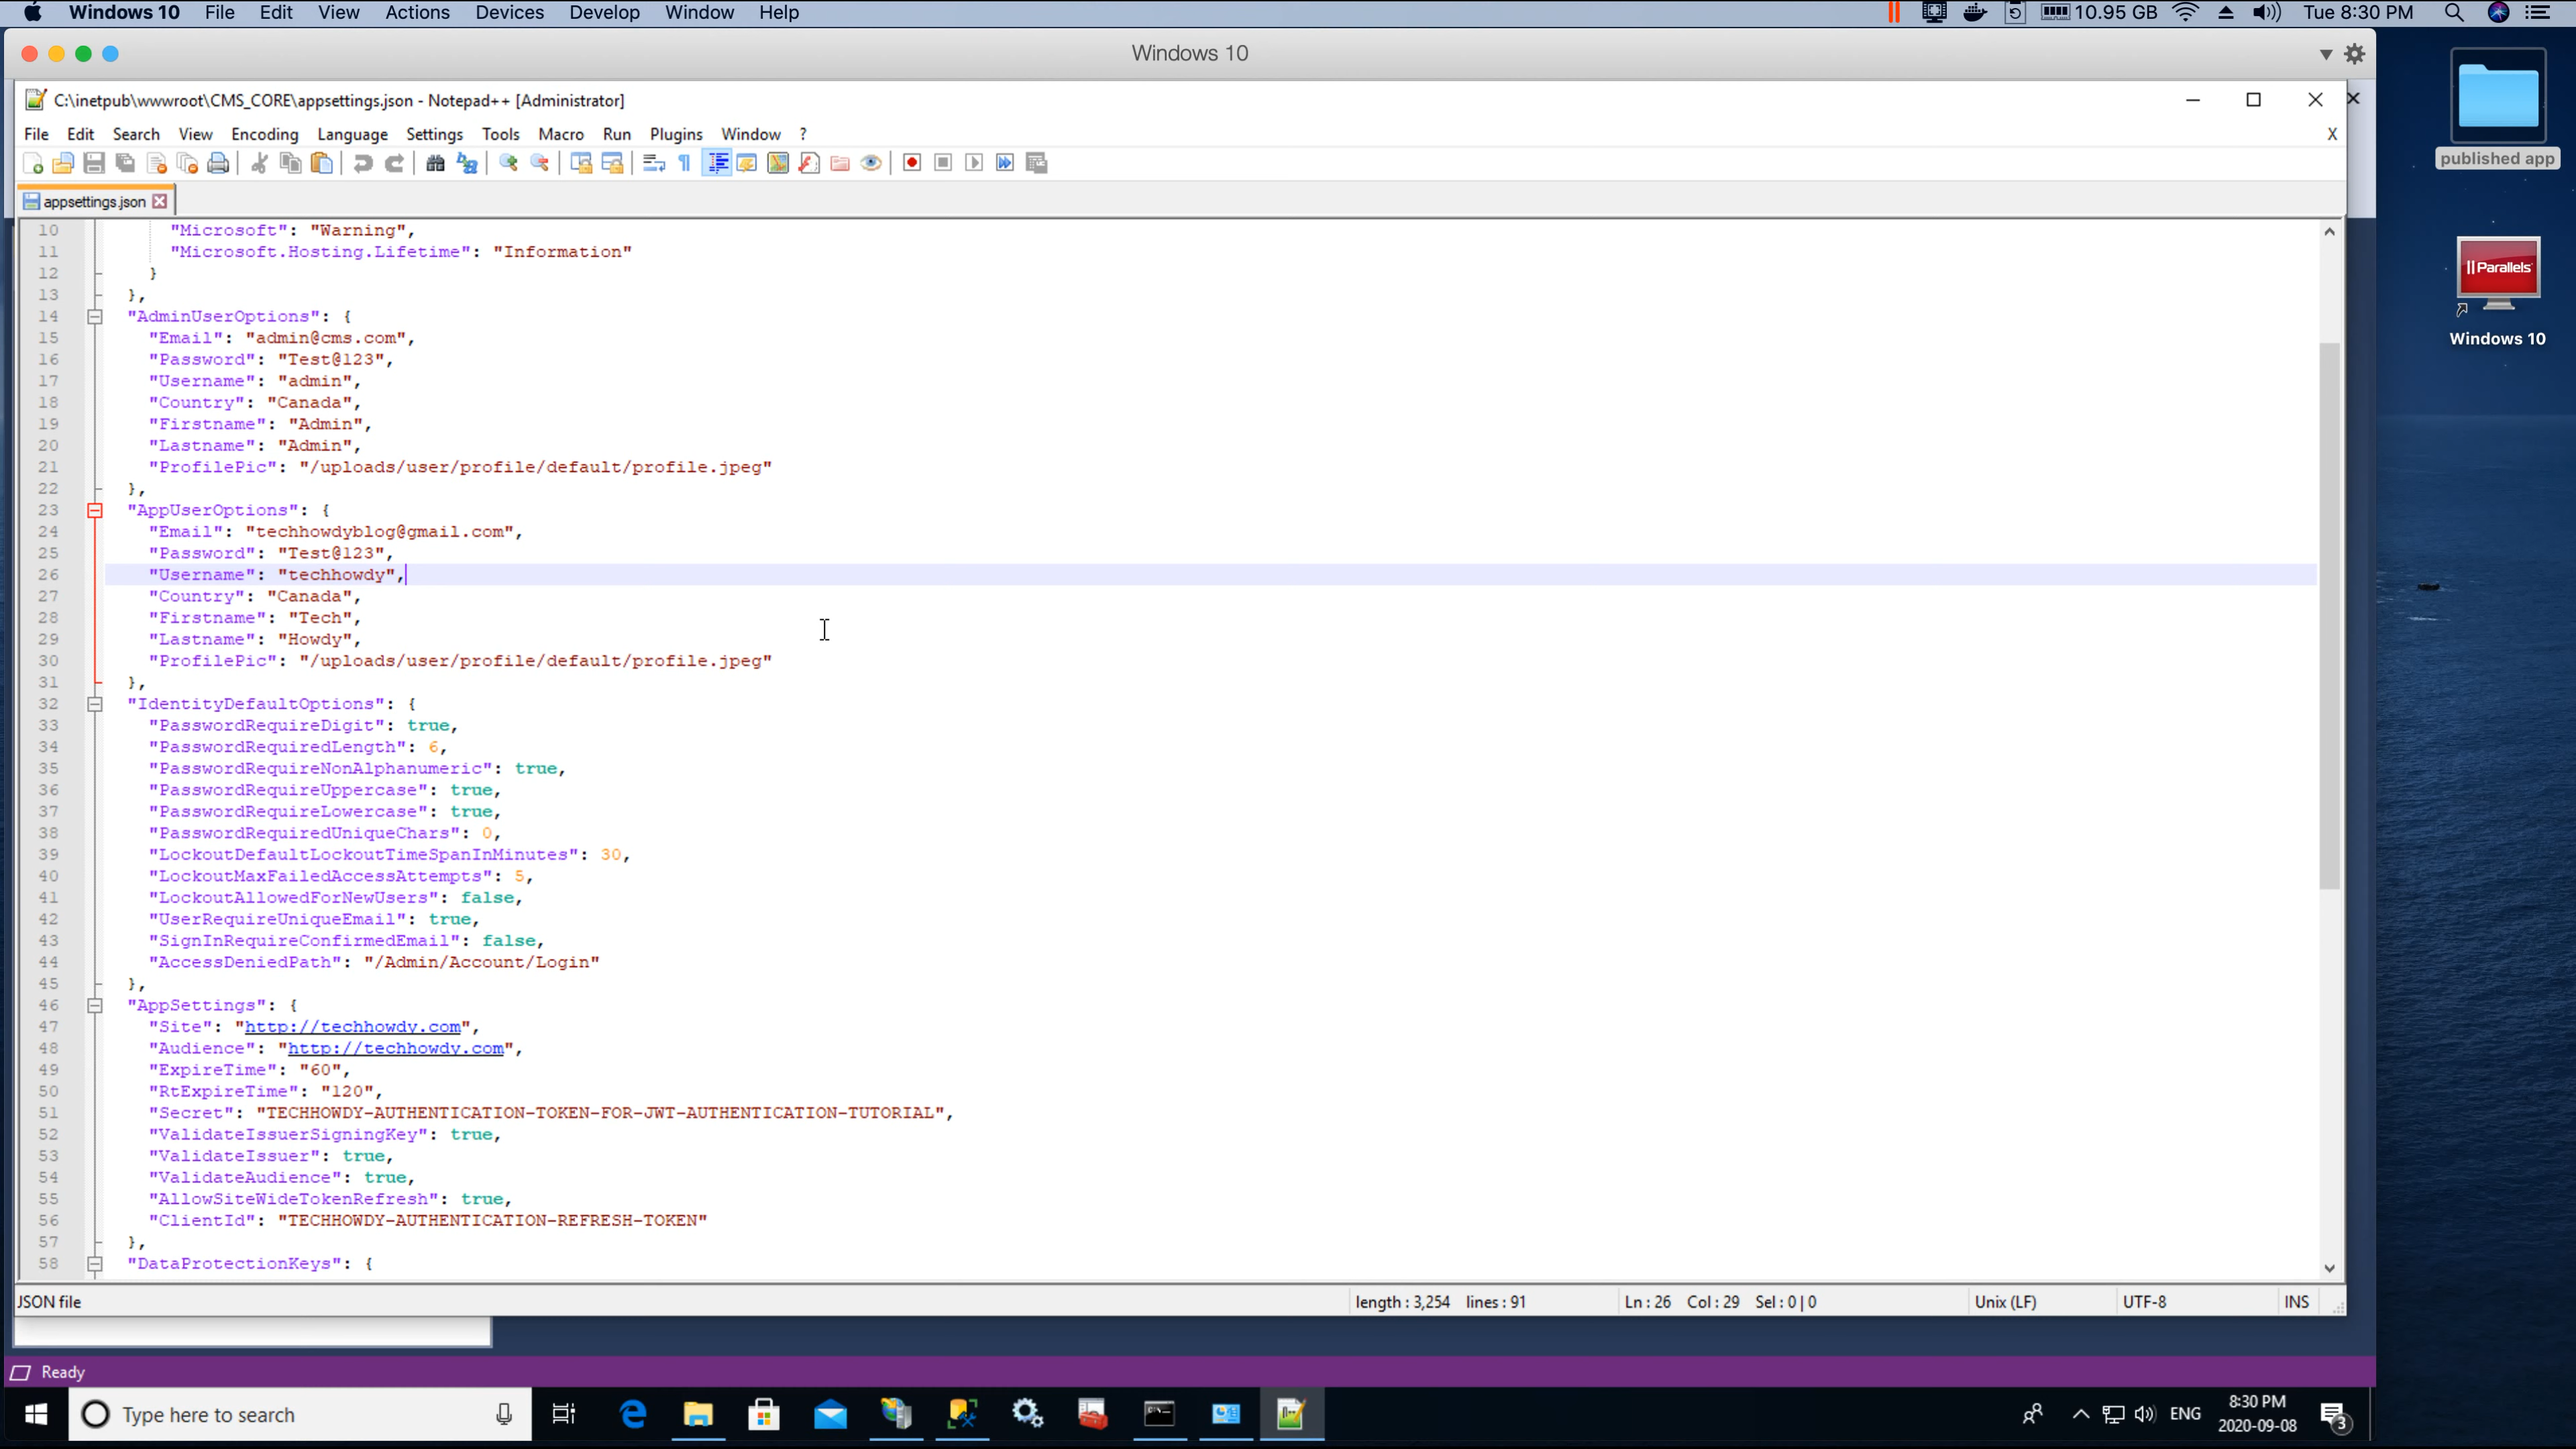 Windows 10 File Edit View Actions Devices Develop Window Help 10.95 GB Tue 8:30 PM
Windows 10
C:\inetpub\wwwroot\CMS_CORE\appsettings.json - Notepad++ [Administrator]
File Edit Search View Encoding Language Settings Tools Macro Run Plugins Window ? X
appsettings.json
10 "Microsoft": "Warning",
11 "Microsoft.Hosting.Lifetime": "Information"
12 }
13 },
14 "AdminUserOptions": {
15 "Email": "admin@cms.com",
16 "Password": "Test@123",
17 "Username": "admin",
18 "Country": "Canada",
19 "Firstname": "Admin",
20 "Lastname": "Admin",
21 "ProfilePic": "/uploads/user/profile/default/profile.jpeg"
22 },
23 "AppUserOptions": {
24 "Email": "techhowdyblog@gmail.com",
25 "Password": "Test@123",
26 "Username": "techhowdy",
27 "Country": "Canada",
28 "Firstname": "Tech",
29 "Lastname": "Howdy",
30 "ProfilePic": "/uploads/user/profile/default/profile.jpeg"
31 },
32 "IdentityDefaultOptions": {
33 "PasswordRequireDigit": true,
34 "PasswordRequiredLength": 6,
35 "PasswordRequireNonAlphanumeric": true,
36 "PasswordRequireUppercase": true,
37 "PasswordRequireLowercase": true,
38 "PasswordRequiredUniqueChars": 0,
39 "LockoutDefaultLockoutTimeSpanInMinutes": 30,
40 "LockoutMaxFailedAccessAttempts": 5,
41 "LockoutAllowedForNewUsers": false,
42 "UserRequireUniqueEmail": true,
43 "SignInRequireConfirmedEmail": false,
44 "AccessDeniedPath": "/Admin/Account/Login"
45 },
46 "AppSettings": {
47 "Site": "http://techhowdy.com",
48 "Audience": "http://techhowdy.com",
49 "ExpireTime": "60",
50 "RtExpireTime": "120",
51 "Secret": "TECHHOWDY-AUTHENTICATION-TOKEN-FOR-JWT-AUTHENTICATION-TUTORIAL",
52 "ValidateIssuerSigningKey": true,
53 "ValidateIssuer": true,
54 "ValidateAudience": true,
55 "AllowSiteWideTokenRefresh": true,
56 "ClientId": "TECHHOWDY-AUTHENTICATION-REFRESH-TOKEN"
57 },
58 "DataProtectionKeys": {
JSON file length : 3,254 lines : 91 Ln : 26 Col : 29 Sel : 0 | 0 Unix (LF) UTF-8 INS
Ready
Type here to search ENG 8:30 PM
2020-09-08 3
published app
Parallels
Windows 10